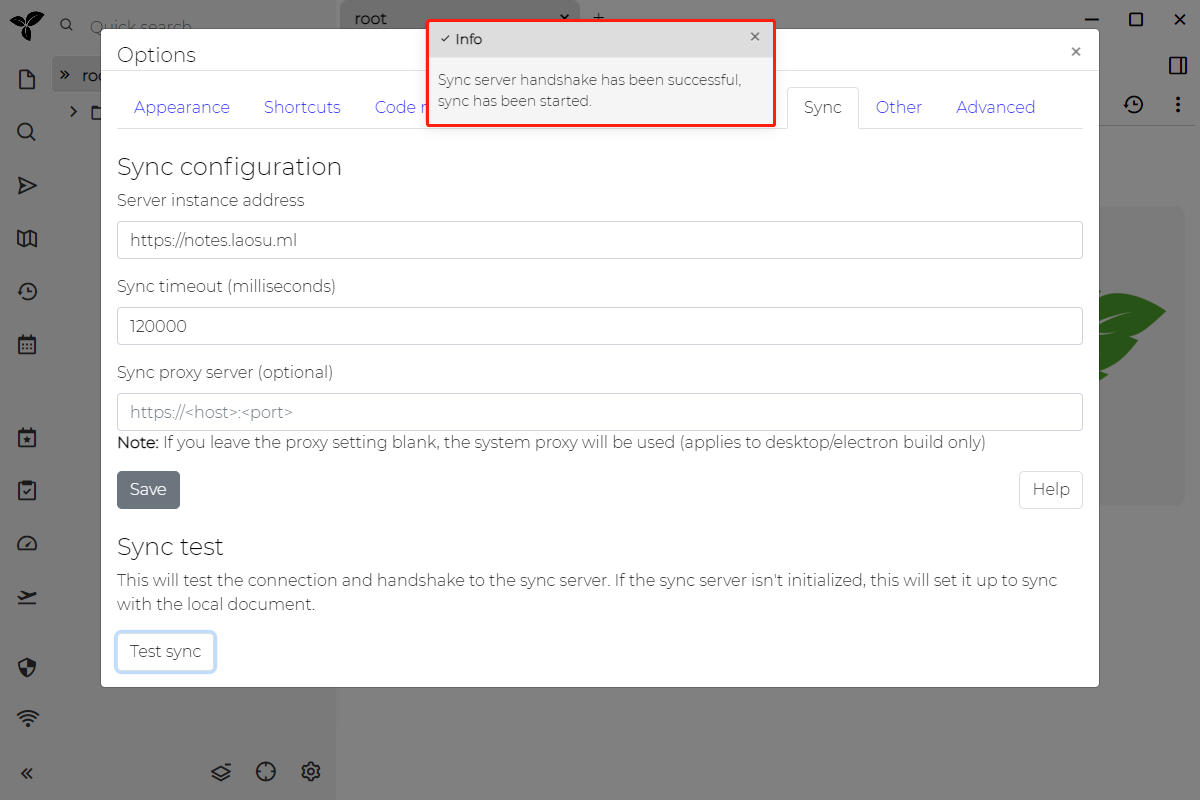 Quick search
root
Info
Sync server handshake has been successful,
sync has been started.
Options
Appearance
Shortcuts
Code
Sync
Other
Advanced
Sync configuration
Server instance address
https://notes.laosu.ml
Sync timeout (milliseconds)
120000
Sync proxy server (optional)
https://<host>:<port>
Note: If you leave the proxy setting blank, the system proxy will be used (applies to desktop/electron build only)
Save
Help
Sync test
This will test the connection and handshake to the sync server. If the sync server isn't initialized, this will set it up to sync
with the local document.
Test sync